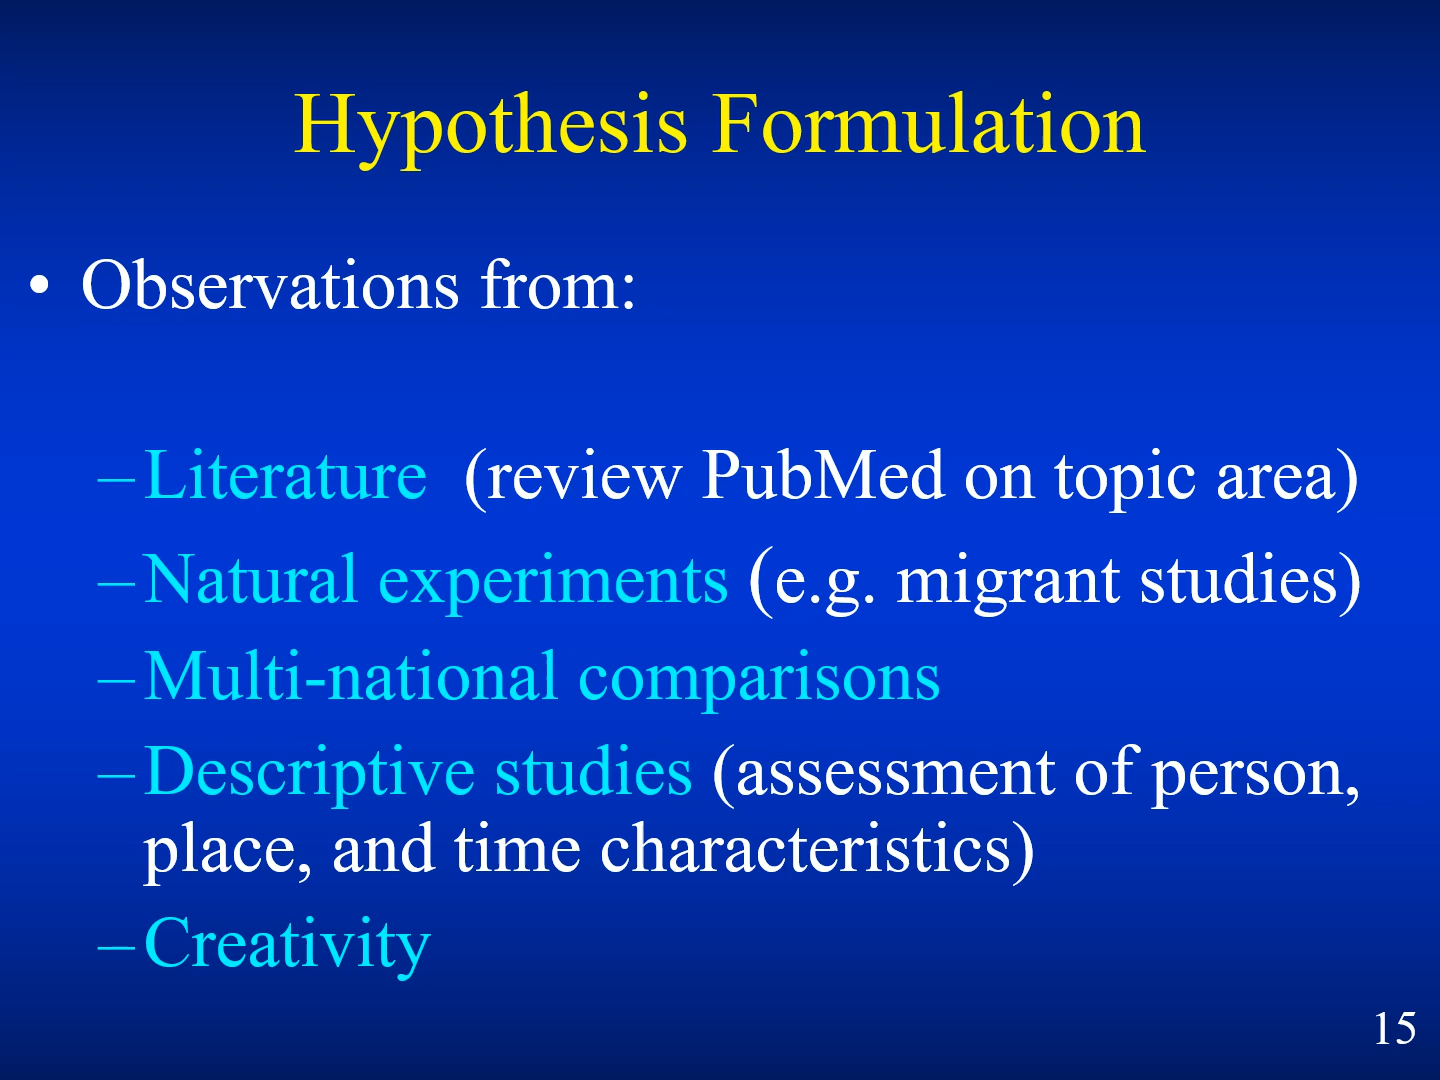 Hypothesis Formulation
• Observations from:
– Literature (review PubMed on topic area)
– Natural experiments (e.g. migrant studies)
– Multi-national comparisons
– Descriptive studies (assessment of person,
place, and time characteristics)
– Creativity
15